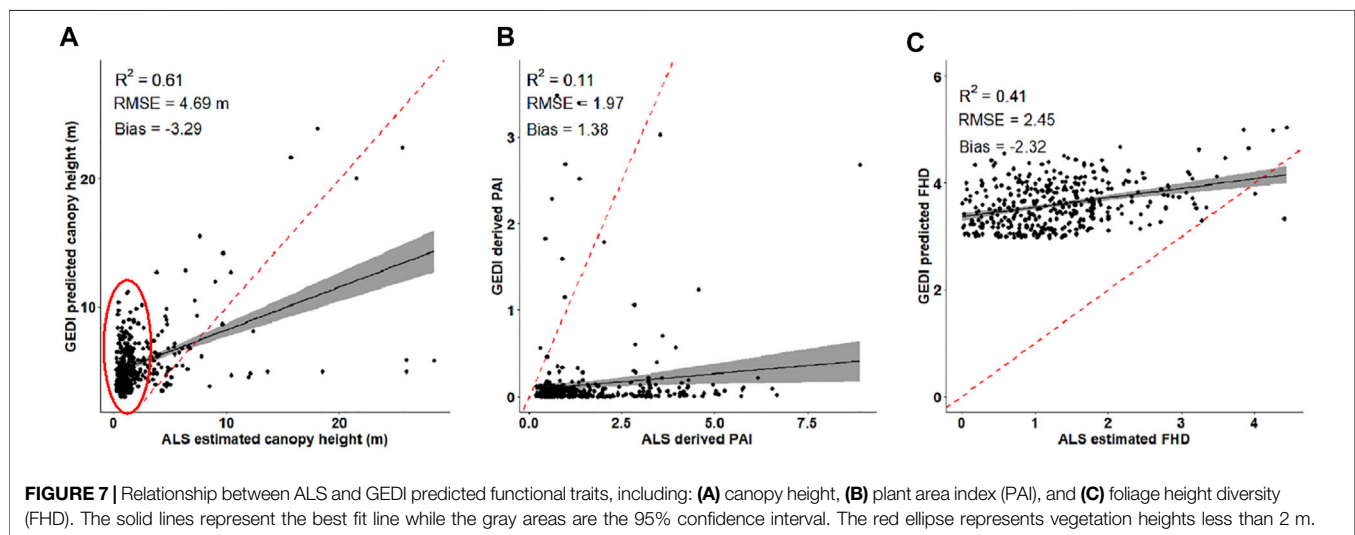 A
R² = 0.61
RMSE = 4.69 m
Bias = -3.29
GEDI predicted canopy height (m)
20
10
0
10
20
ALS estimated canopy height (m)
B
R² = 0.11
RMSE = 1.97
Bias = 1.38
GEDI derived PAI
3
2
1
0
0.0
2.5
5.0
7.5
ALS derived PAI
C
R² = 0.41
RMSE = 2.45
Bias = -2.32
GEDI predicted FHD
6
4
2
0
0
1
2
3
4
ALS estimated FHD
FIGURE 7 | Relationship between ALS and GEDI predicted functional traits, including: (A) canopy height, (B) plant area index (PAI), and (C) foliage height diversity
(FHD). The solid lines represent the best fit line while the gray areas are the 95% confidence interval. The red ellipse represents vegetation heights less than 2 m.